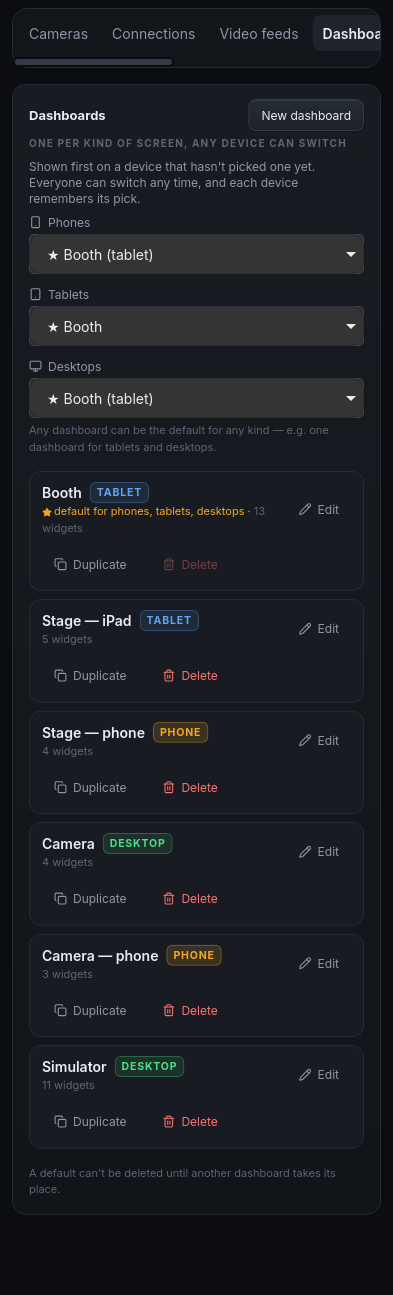 Cameras Connections Video feeds Dashboa
Dashboards New dashboard
ONE PER KIND OF SCREEN, ANY DEVICE CAN SWITCH
Shown first on a device that hasn't picked one yet.
Everyone can switch any time, and each device
remembers its pick.
Phones
★ Booth (tablet)
Tablets
★ Booth
Desktops
★ Booth (tablet)
Any dashboard can be the default for any kind — e.g. one
dashboard for tablets and desktops.
Booth TABLET
★ default for phones, tablets, desktops · 13
widgets
Edit
Duplicate Delete
Stage — iPad TABLET
5 widgets
Edit
Duplicate Delete
Stage — phone PHONE
4 widgets
Edit
Duplicate Delete
Camera DESKTOP
4 widgets
Edit
Duplicate Delete
Camera — phone PHONE
3 widgets
Edit
Duplicate Delete
Simulator DESKTOP
11 widgets
Edit
Duplicate Delete
A default can't be deleted until another dashboard takes its
place.